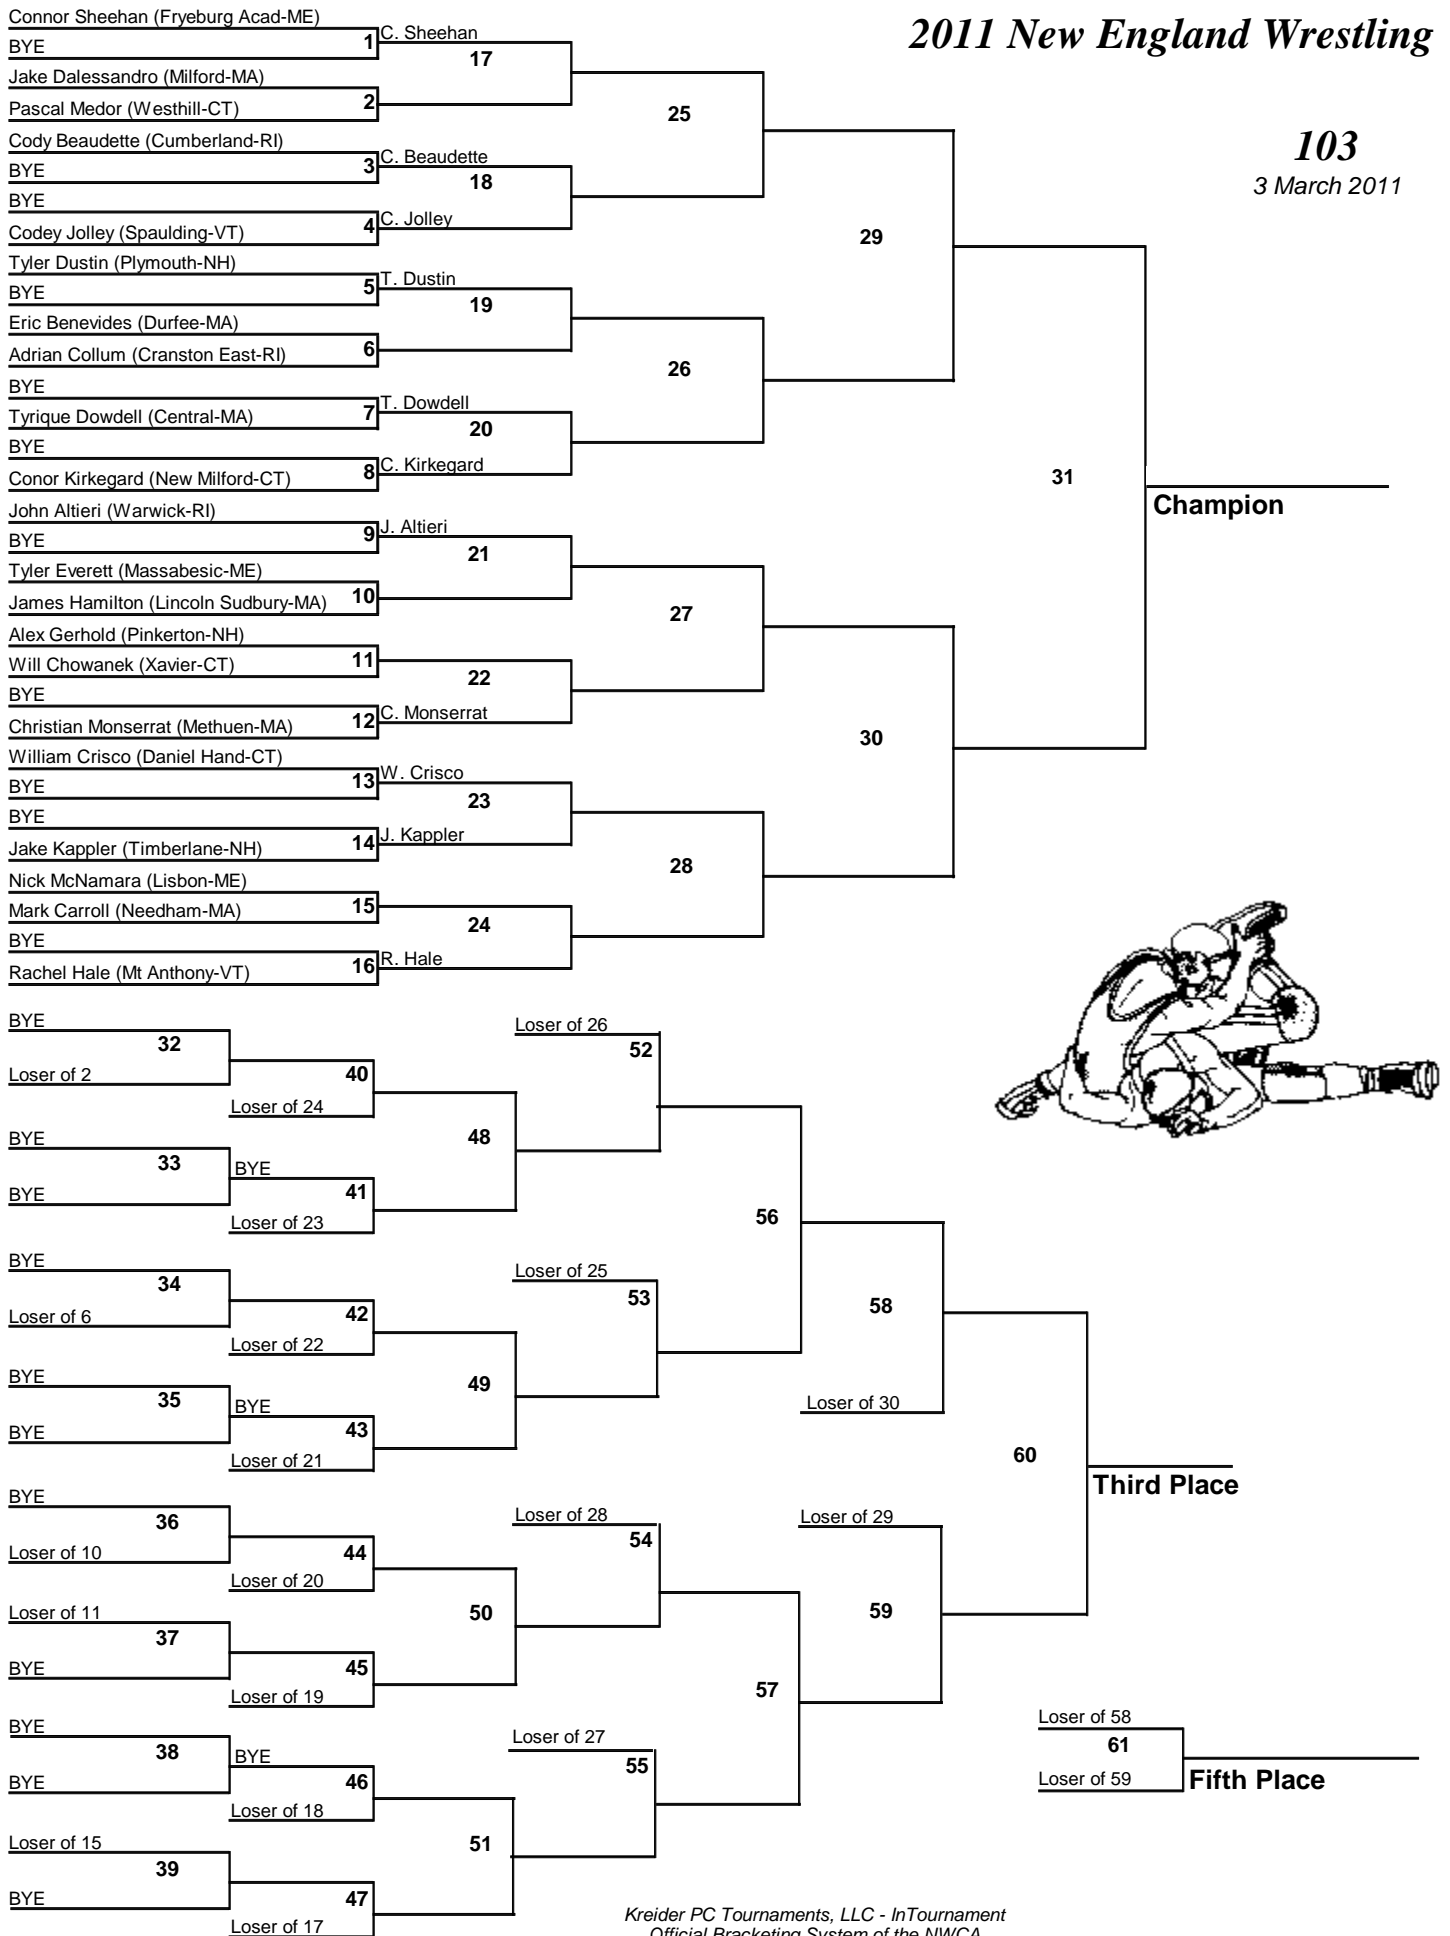 2011 New England Wrestling
103
3 March 2011
Connor Sheehan (Fryeburg Acad-ME)
BYE
1
C. Sheehan
17
Jake Dalessandro (Milford-MA)
Pascal Medor (Westhill-CT)
2
25
Cody Beaudette (Cumberland-RI)
BYE
3
C. Beaudette
18
BYE
Codey Jolley (Spaulding-VT)
4
C. Jolley
29
Tyler Dustin (Plymouth-NH)
BYE
5
T. Dustin
19
Eric Benevides (Durfee-MA)
Adrian Collum (Cranston East-RI)
6
26
BYE
Tyrique Dowdell (Central-MA)
7
T. Dowdell
20
BYE
Conor Kirkegard (New Milford-CT)
8
C. Kirkegard
31
Champion
John Altieri (Warwick-RI)
BYE
9
J. Altieri
21
Tyler Everett (Massabesic-ME)
James Hamilton (Lincoln Sudbury-MA)
10
27
Alex Gerhold (Pinkerton-NH)
Will Chowanek (Xavier-CT)
11
22
BYE
Christian Monserrat (Methuen-MA)
12
C. Monserrat
30
William Crisco (Daniel Hand-CT)
BYE
13
W. Crisco
23
BYE
Jake Kappler (Timberlane-NH)
14
J. Kappler
28
Nick McNamara (Lisbon-ME)
Mark Carroll (Needham-MA)
15
24
BYE
Rachel Hale (Mt Anthony-VT)
16
R. Hale
BYE
32
Loser of 2
40
Loser of 24
Loser of 26
52
48
BYE
33
BYE
BYE
41
Loser of 23
56
BYE
34
Loser of 6
42
Loser of 22
Loser of 25
53
58
49
BYE
35
BYE
BYE
43
Loser of 21
Loser of 30
60
Third Place
BYE
36
Loser of 10
44
Loser of 20
Loser of 28
54
Loser of 29
59
50
Loser of 11
37
BYE
45
Loser of 19
57
BYE
38
BYE
BYE
46
Loser of 18
Loser of 27
55
Loser of 58
61
Loser of 59
Fifth Place
51
Loser of 15
39
BYE
47
Loser of 17
Kreider PC Tournaments, LLC - InTournament
Official Bracketing System of the NWCA